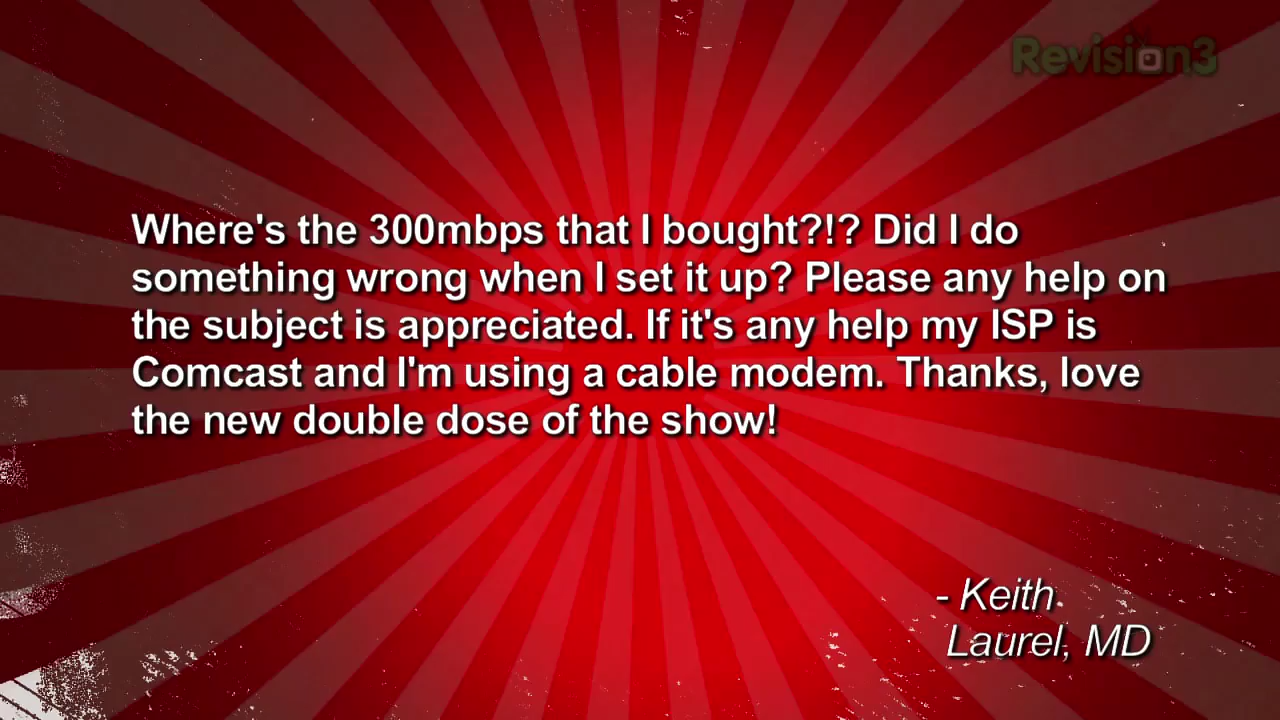 Revision3
Where's the 300mbps that I bought?!? Did I do
something wrong when I set it up? Please any help on
the subject is appreciated. If it's any help my ISP is
Comcast and I'm using a cable modem. Thanks, love
the new double dose of the show!
- Keith
Laurel, MD